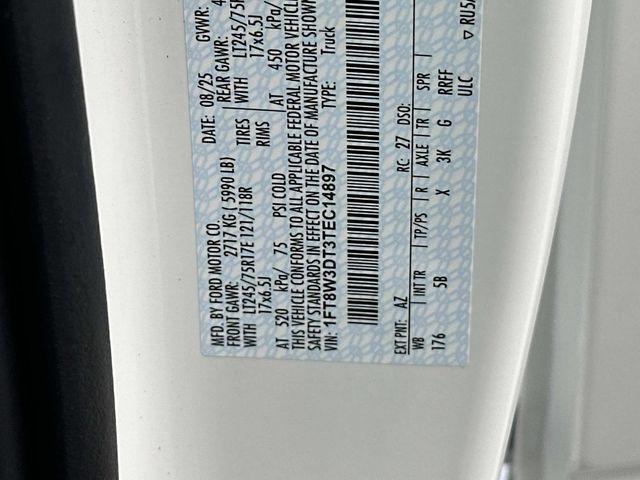 MFD. BY FORD MOTOR CO.
DATE: 08/25 GVWR:
FRONT GAWR: 2717 KG ( 5990 LB)
REAR GAWR: 4
WITH LT245/75R17E 121/118R TIRES
WITH LT245/75R
17x6.5J RIMS
17x6.5J
AT 520 kPa/ 75 PSI COLD
AT 450 kPa/
THIS VEHICLE CONFORMS TO ALL APPLICABLE FEDERAL MOTOR VEHICLE
SAFETY STANDARDS IN EFFECT ON THE DATE OF MANUFACTURE SHOWN
VIN: 1FT8W3DT3TEC14897
TYPE: Truck
EXT PNT: AZ RC: 27 DSO:
WB INT TR TP/PS R AXLE TR SPR
176 5B X 3K G RRFF
ULC
▽ RU5A